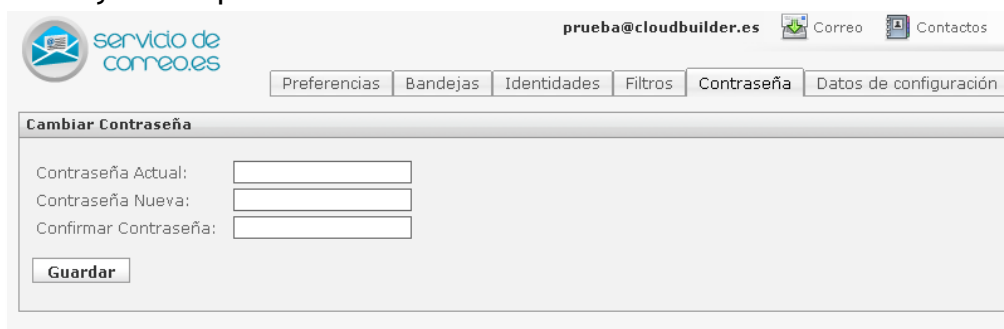 servicio de
correo.es
prueba@cloudbuilder.es Correo Contactos
Preferencias Bandejas Identidades Filtros Contraseña Datos de configuración
Cambiar Contraseña
Contraseña Actual:
Contraseña Nueva:
Confirmar Contraseña:
Guardar